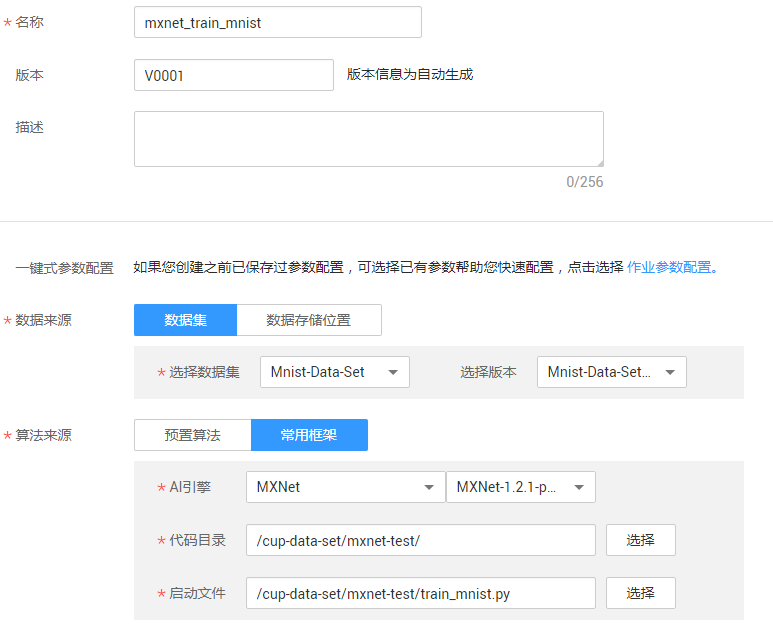 * 名称 mxnet_train_mnist
版本 V0001 版本信息为自动生成
描述
0/256
一键式参数配置 如果您创建之前已保存过参数配置，可选择已有参数帮助您快速配置，点击选择 作业参数配置。
* 数据来源 数据集 数据存储位置
* 选择数据集 Mnist-Data-Set 选择版本 Mnist-Data-Set...
* 算法来源 预置算法 常用框架
* AI引擎 MXNet MXNet-1.2.1-p...
* 代码目录 /cup-data-set/mxnet-test/ 选择
* 启动文件 /cup-data-set/mxnet-test/train_mnist.py 选择